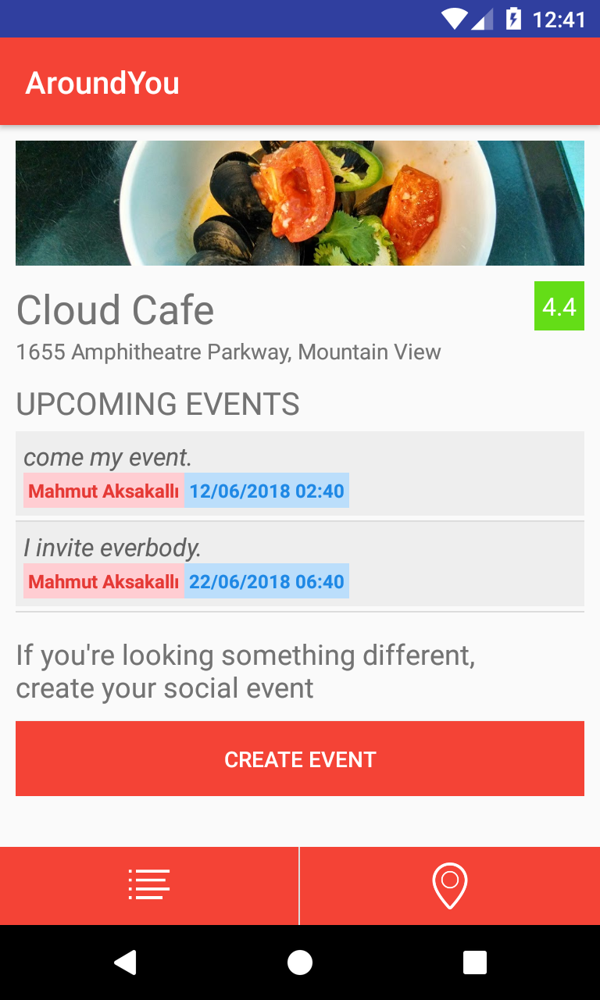 12:41
AroundYou
Cloud Cafe
4.4
1655 Amphitheatre Parkway, Mountain View
UPCOMING EVENTS
come my event.
Mahmut Aksakallı 12/06/2018 02:40
I invite everbody.
Mahmut Aksakallı 22/06/2018 06:40
If you're looking something different,
create your social event
CREATE EVENT